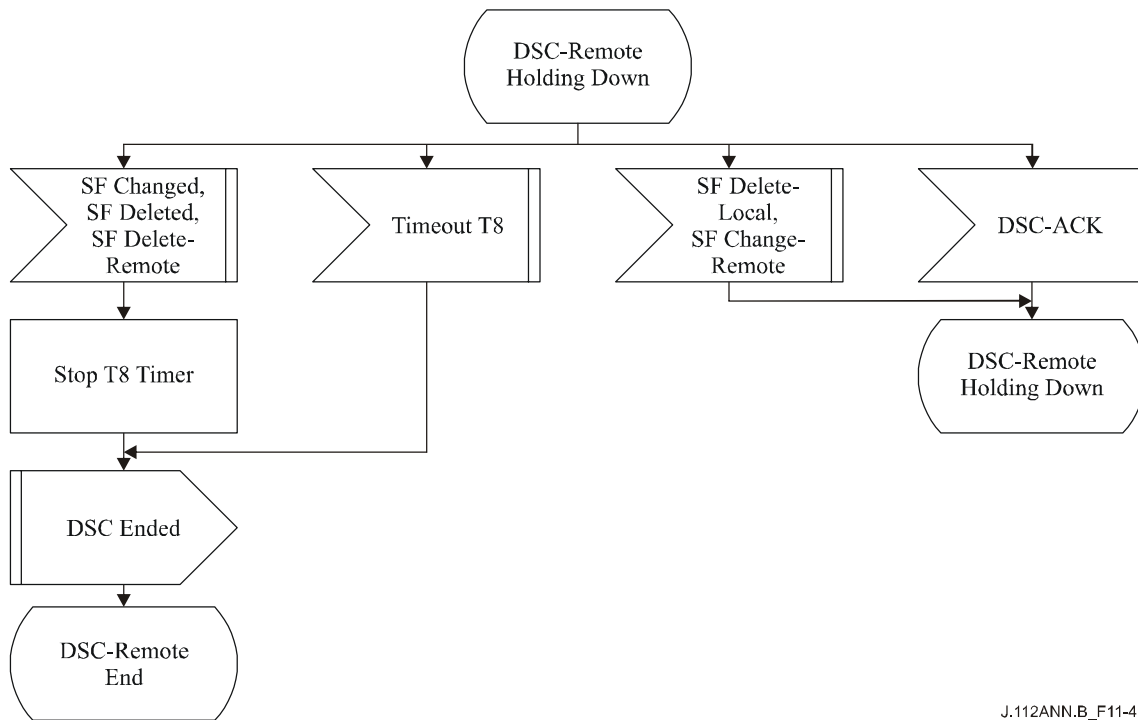 DSC-Remote
Holding Down
SF Changed,
SF Deleted,
SF Delete-
Remote
Timeout T8
SF Delete-
Local,
SF Change-
Remote
DSC-ACK
Stop T8 Timer
DSC-Remote
Holding Down
DSC Ended
DSC-Remote
End
J.112ANN.B_F11-4